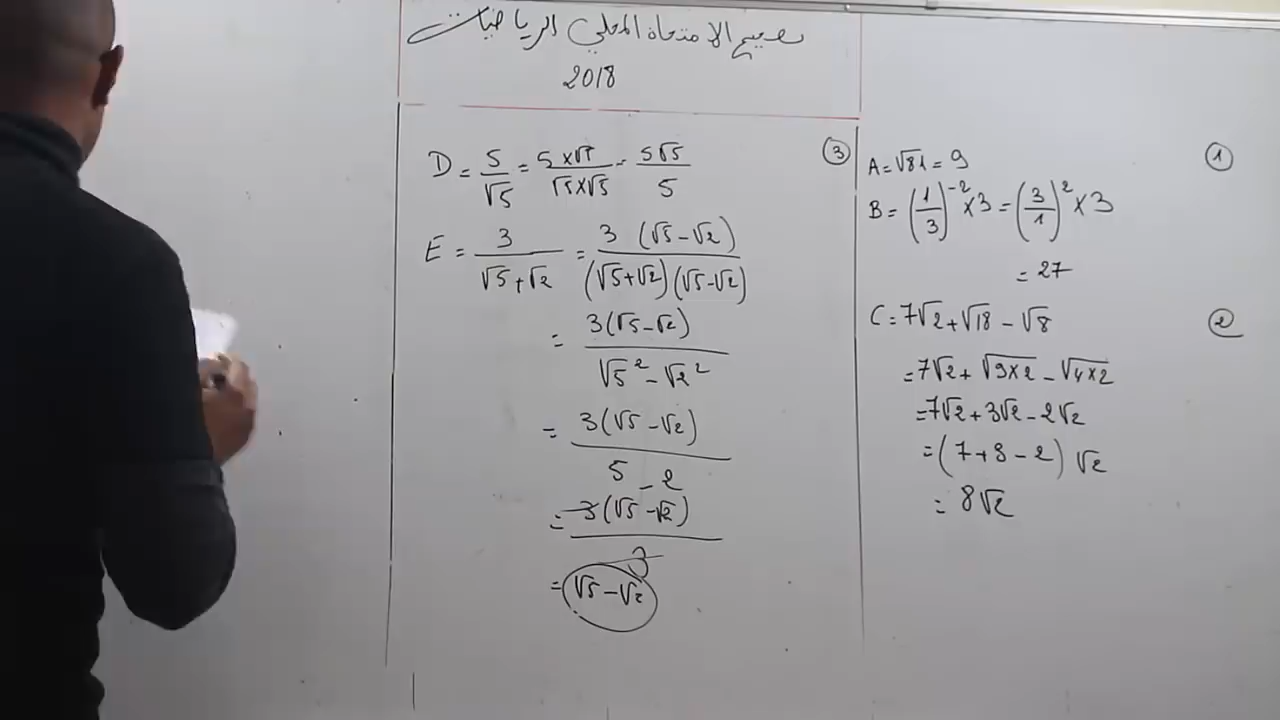 تصحيح الامتحان المحلي الرياضيات
2018
①
A = √81 = 9
B = (1/3)^-2 × 3 = (3/1)^2 × 3
= 27
②
C = 7√2 + √18 - √8
= 7√2 + √9×2 - √4×2
= 7√2 + 3√2 - 2√2
= (7 + 3 - 2) √2
= 8√2
③
D = 5/√5 = 5×√5/√5×√5 = 5√5/5
E = 3/√5+√2 = 3 (√5-√2)/(√5+√2)(√5-√2)
= 3(√5-√2)/√5² - √2²
= 3(√5-√2)/5 - 2
= 3(√5-√2)/3
= √5 - √2